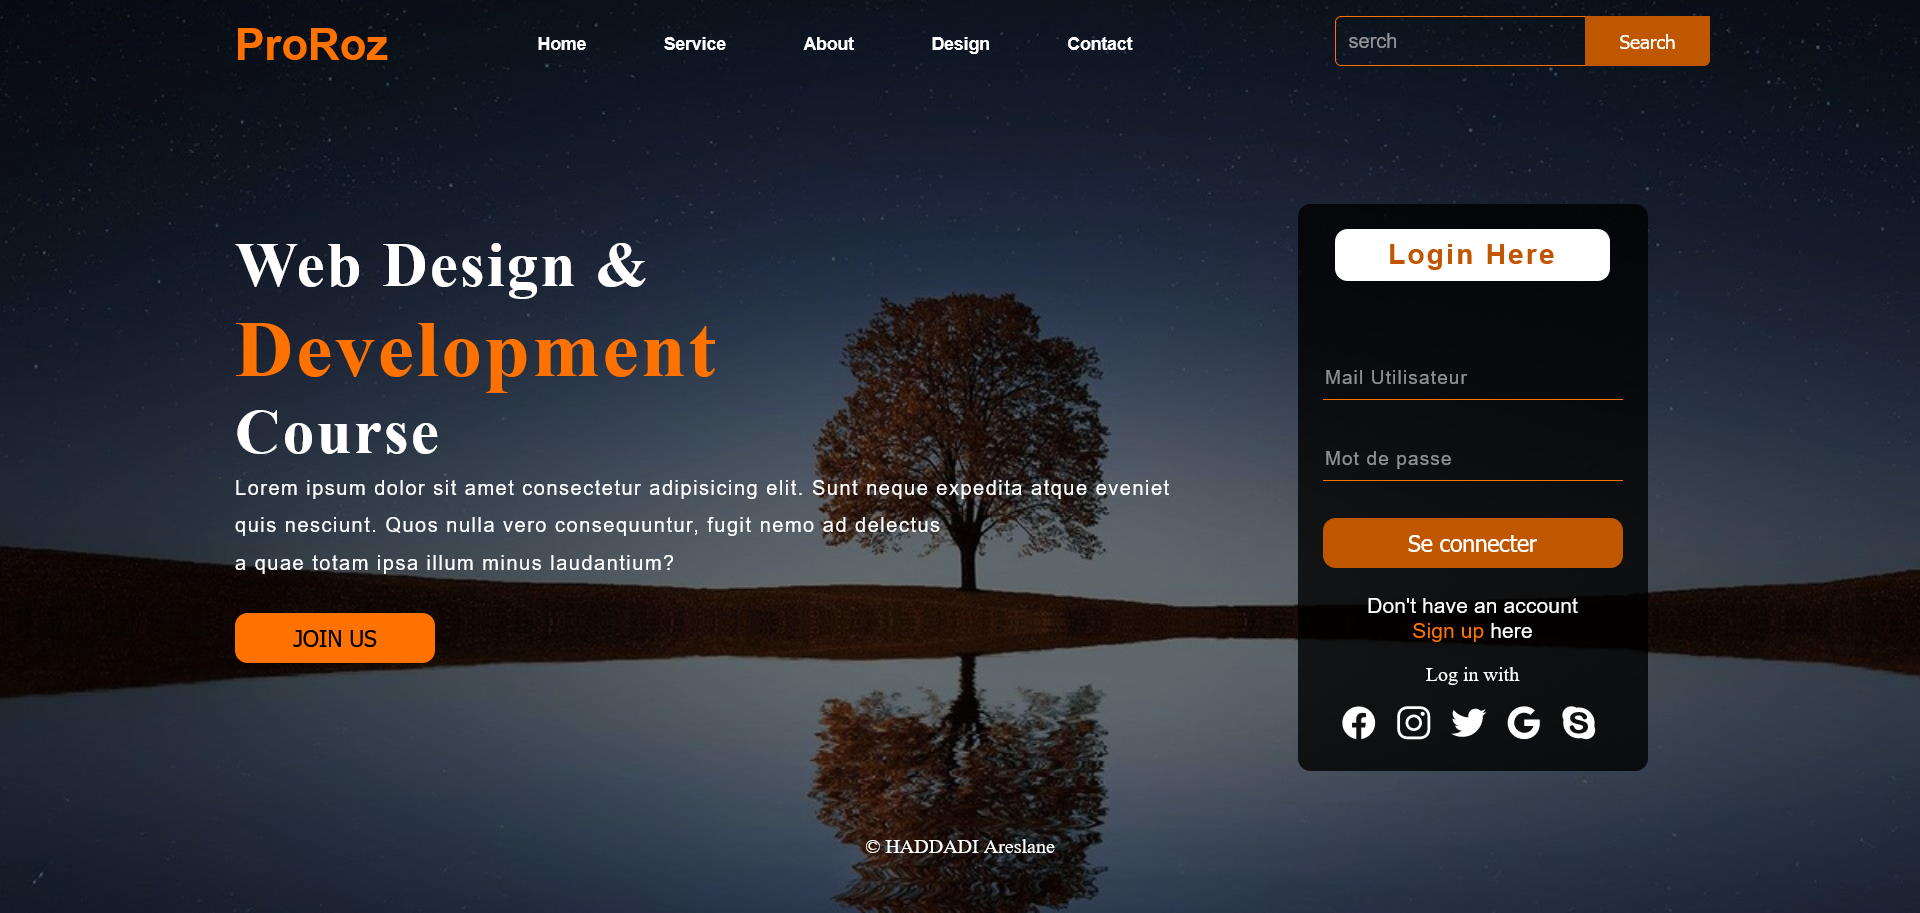 ProRoz
Home Service About Design Contact
serch Search
Web Design &
Development
Course
Lorem ipsum dolor sit amet consectetur adipisicing elit. Sunt neque expedita atque eveniet
quis nesciunt. Quos nulla vero consequuntur, fugit nemo ad delectus
a quae totam ipsa illum minus laudantium?
JOIN US
Login Here
Mail Utilisateur
Mot de passe
Se connecter
Don't have an account
Sign up here
Log in with
© HADDADI Areslane